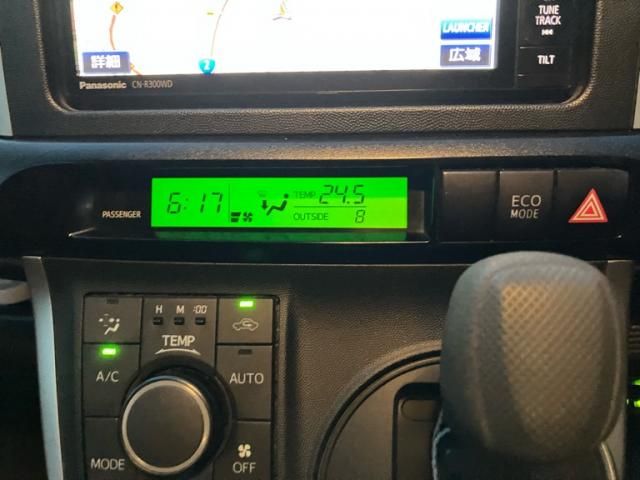 TUNE
TRACK
LAUNCHER
詳細
2
広域
TILT
Panasonic CN-R300WD
PASSENGER
6:17
TEMP 24.5
OUTSIDE 8
ECO
MODE
H M :00
TEMP
A/C
AUTO
MODE
OFF